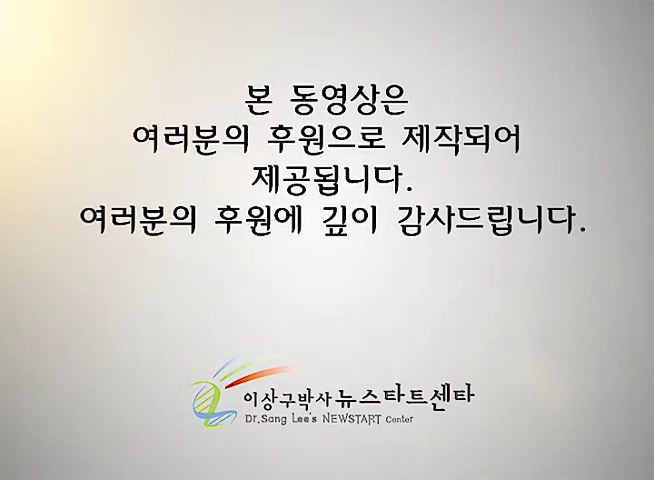 본 동영상은
여러분의 후원으로 제작되어
제공됩니다.
여러분의 후원에 깊이 감사드립니다.
이상구박사 뉴스타트센타
Dr.Sang Lee's NEWSTART Center